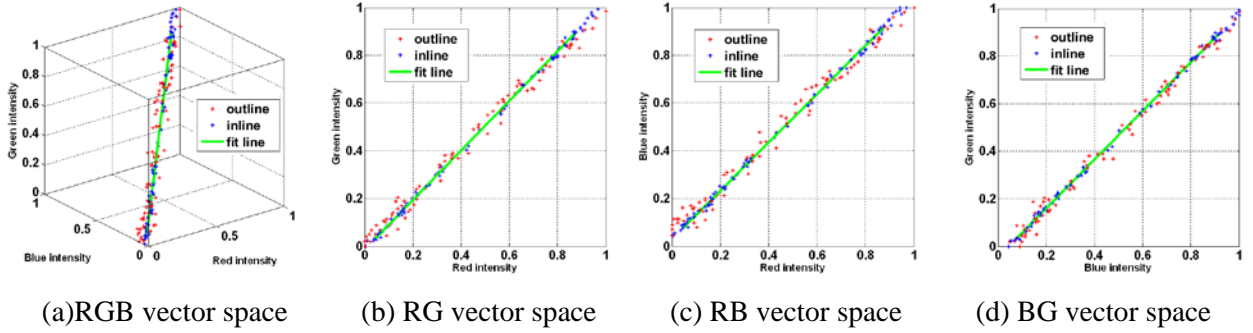 1
0.8
0.6
0.4
0.2
0
Green intensity
1
0.5
0
Blue intensity
0
0.5
1
Red intensity
outline
inline
fit line
(a)RGB vector space
1
0.8
0.6
0.4
0.2
0
Green intensity
0 0.2 0.4 0.6 0.8 1
Red intensity
outline
inline
fit line
(b) RG vector space
1
0.8
0.6
0.4
0.2
0
Blue intensity
0 0.2 0.4 0.6 0.8 1
Red intensity
outline
inline
fit line
(c) RB vector space
1
0.8
0.6
0.4
0.2
0
Green intensity
0 0.2 0.4 0.6 0.8 1
Blue intensity
outline
inline
fit line
(d) BG vector space